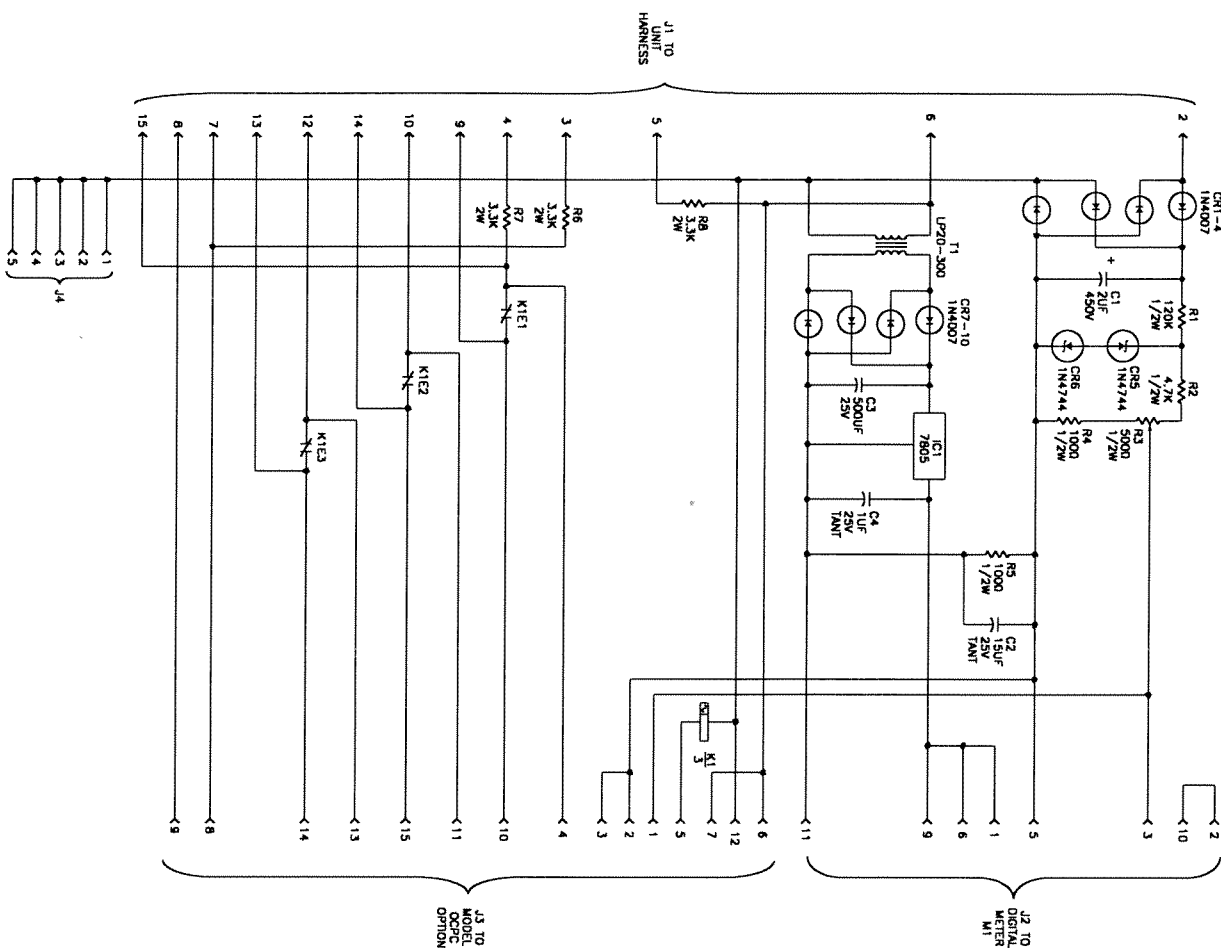 J1 TO
UNIT
HARNESS
2
6
5
3
4
9
10
14
12
13
7
8
15
CR1-4
1N4007
+
C1
2UF
450V
R1
120K
1/2W
CR5
1N4744
CR6
1N4744
R2
4.7K
1/2W
R3
500Ω
1/2W
R4
100Ω
1/2W
T1
LP20-300
CR7-10
1N4007
C3
500UF
25V
IC1
7805
C4
1UF
25V
TANT
R5
100Ω
1/2W
C2
15UF
25V
TANT
R8
3.3K
2W
R6
3.3K
2W
R7
3.3K
2W
K1E1
K1E2
K1E3
K1
3
1
2
3
4
5
J4
2
10
3
5
1
6
9
11
J2 TO
DIGITAL
METER
M1
6
12
7
5
1
2
3
4
10
11
15
13
14
8
9
J3 TO
MODEL
OCPC
OPTION